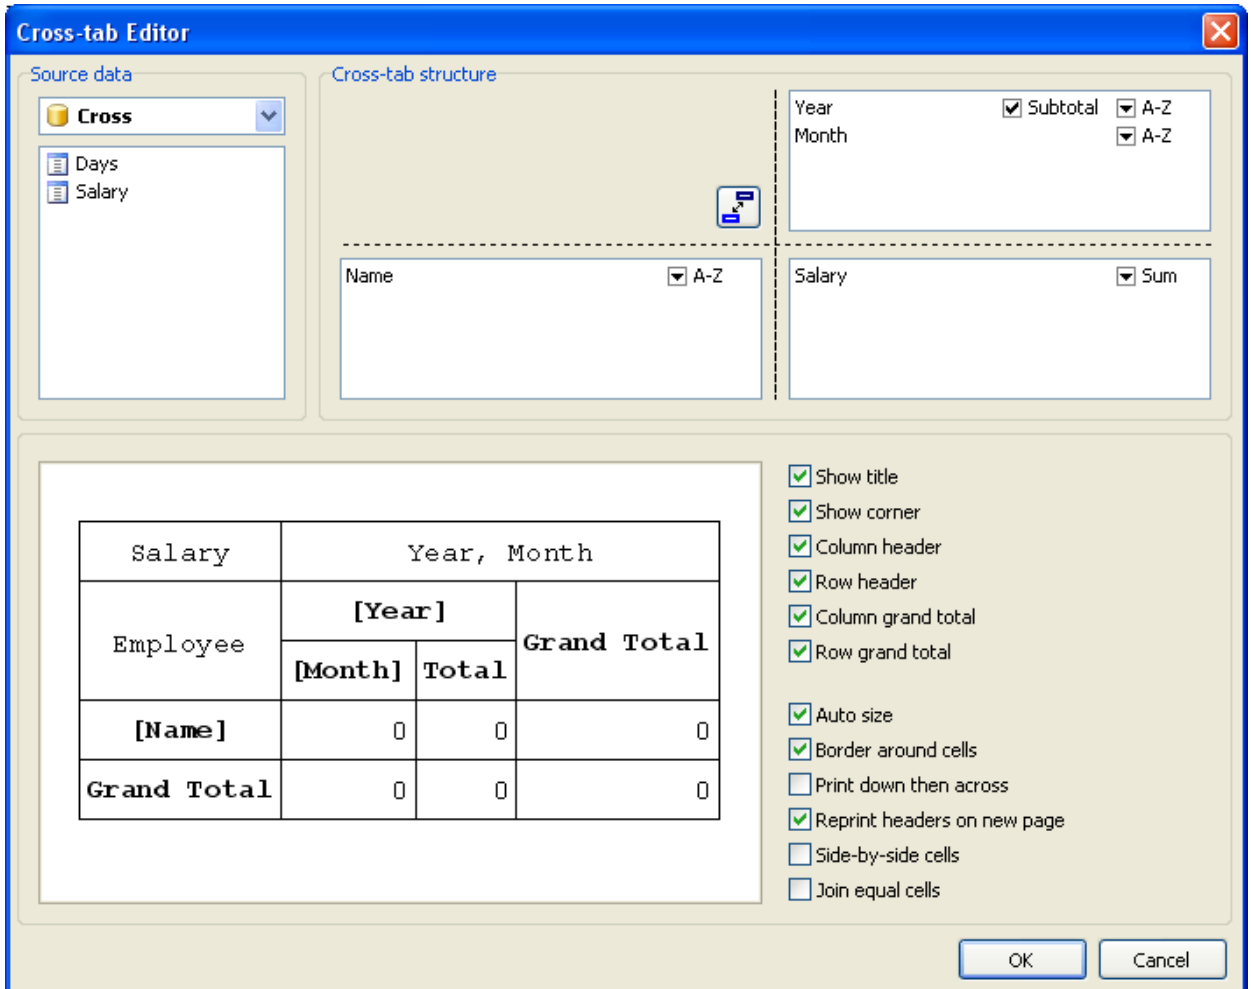 Cross-tab Editor
Source data
Cross
Days
Salary
Cross-tab structure
Year Subtotal A-Z
Month A-Z
Name A-Z
Salary Sum
Salary Year, Month
Employee [Year] Grand Total
[Month] Total
[Name] 0 0 0
Grand Total 0 0 0
Show title
Show corner
Column header
Row header
Column grand total
Row grand total
Auto size
Border around cells
Print down then across
Reprint headers on new page
Side-by-side cells
Join equal cells
OK Cancel